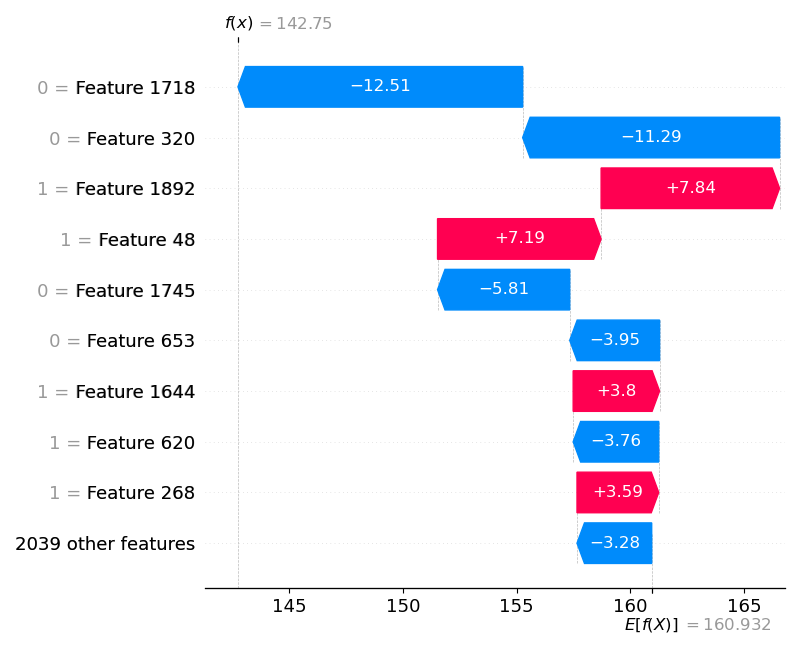 f(x) = 142.75
0 = Feature 1718
−12.51
0 = Feature 320
−11.29
1 = Feature 1892
+7.84
1 = Feature 48
+7.19
0 = Feature 1745
−5.81
0 = Feature 653
−3.95
1 = Feature 1644
+3.8
1 = Feature 620
−3.76
1 = Feature 268
+3.59
2039 other features
−3.28
145 150 155 160 165
E[f(X)] = 160.932